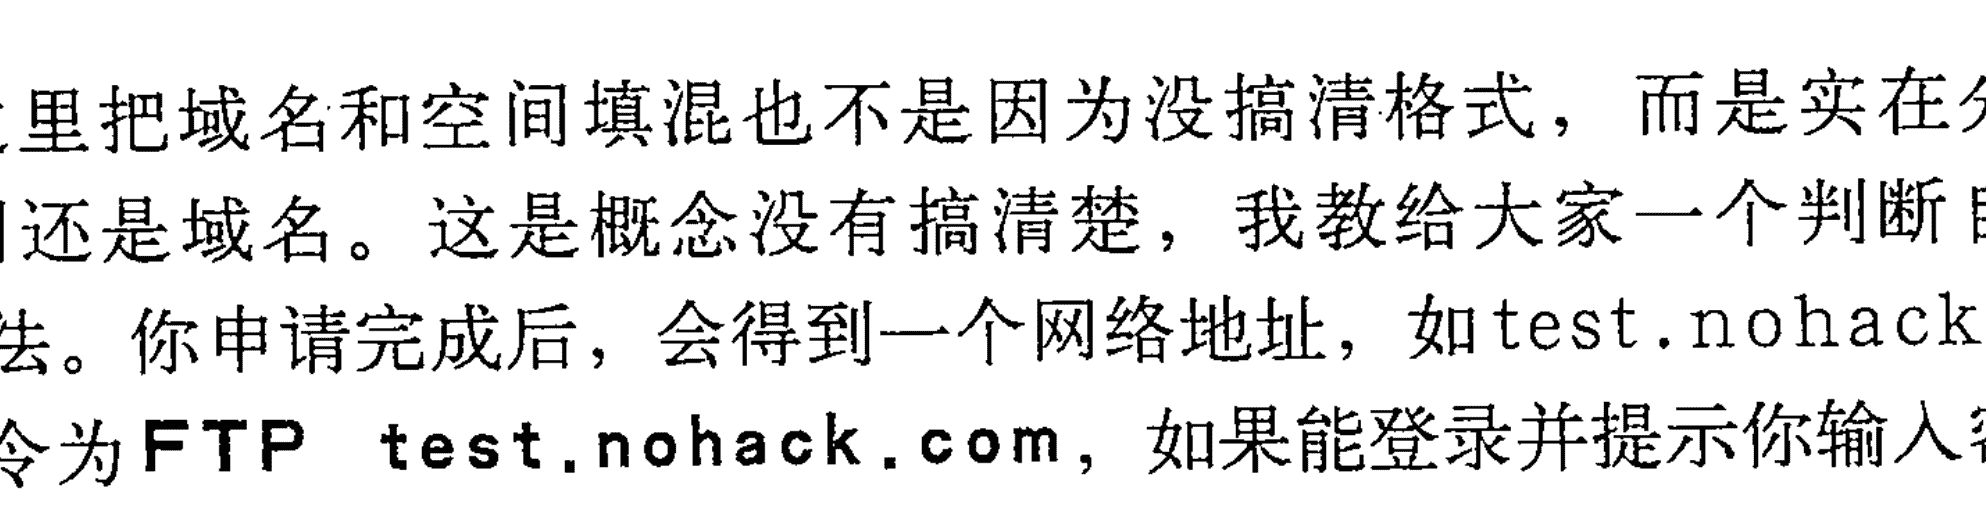 里把域名和空间填混也不是因为没搞清格式，而是实在
还是域名。这是概念没有搞清楚，我教给大家一个判断
法。你申请完成后，会得到一个网络地址，如test.nohack
令为FTP test.nohack.com，如果能登录并提示你输入